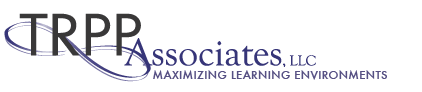 TRPP
Associates, LLC
MAXIMIZING LEARNING ENVIRONMENTS